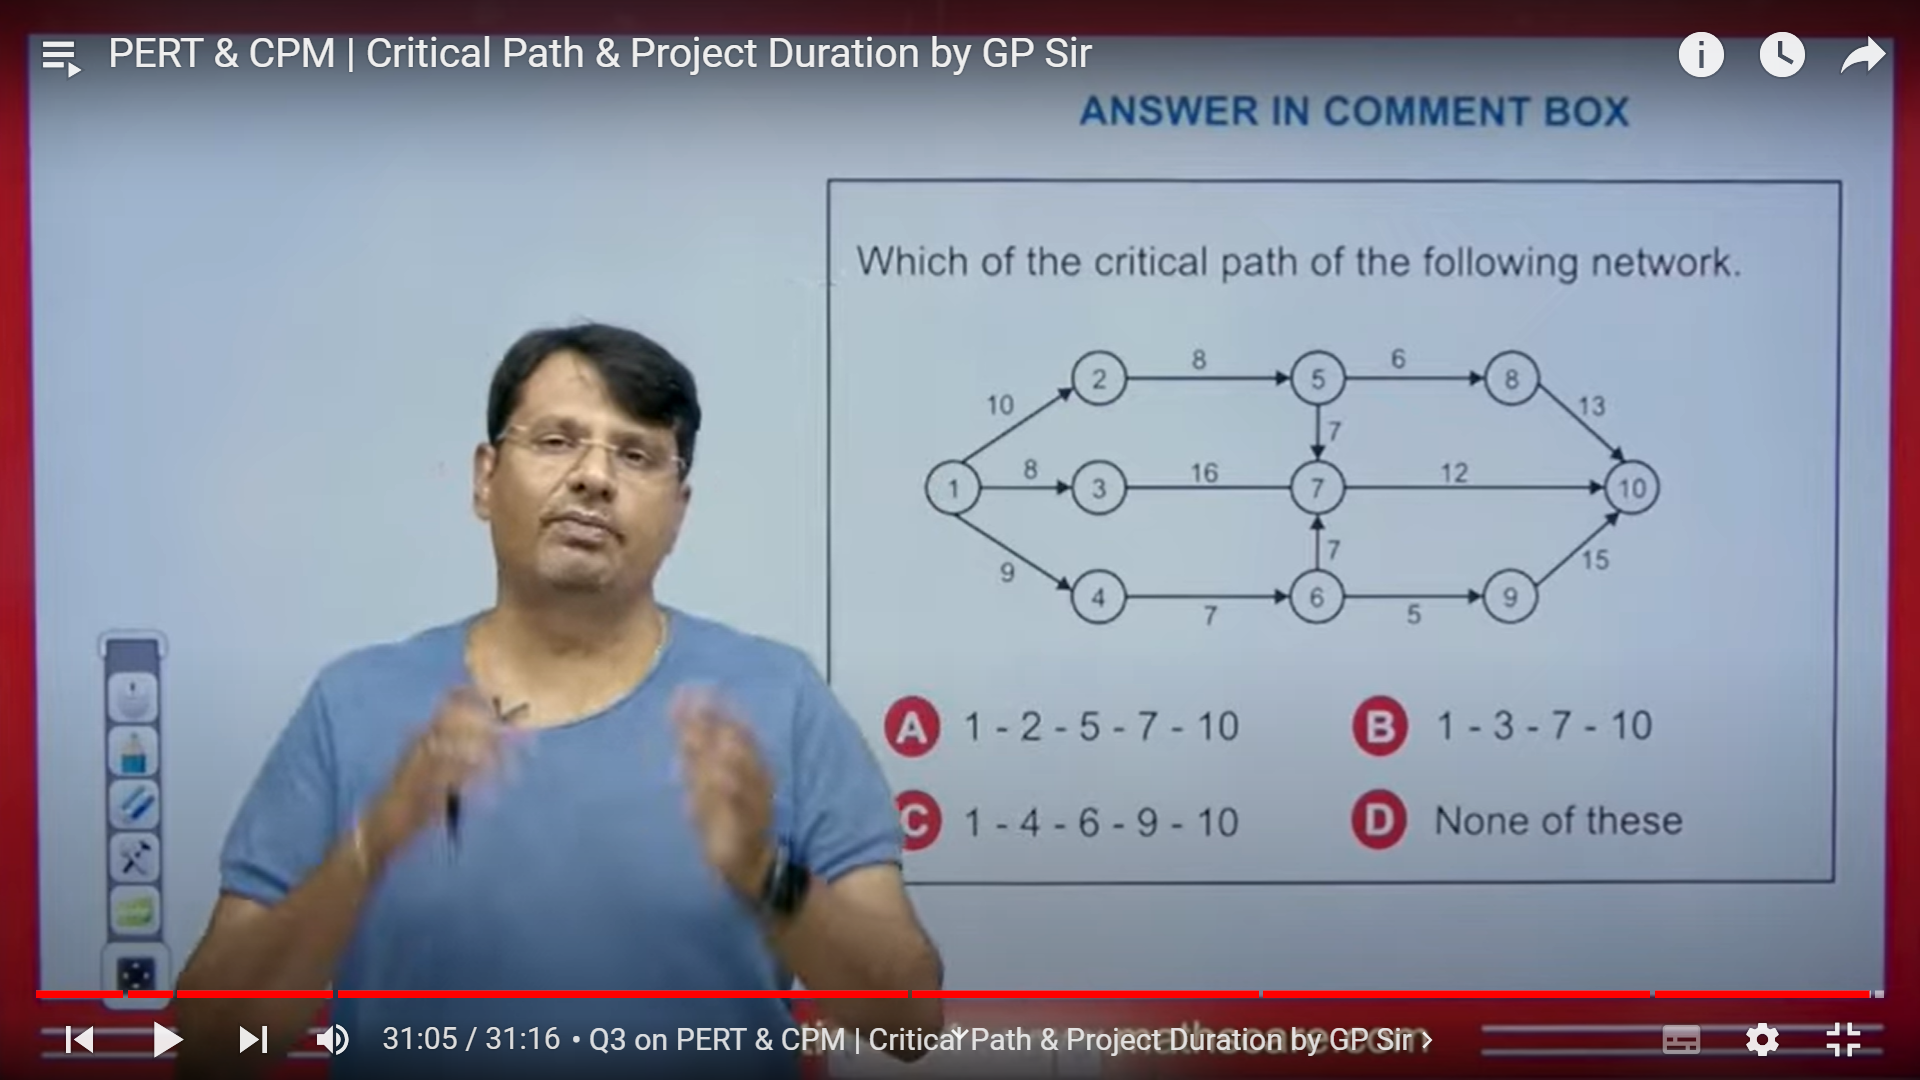 PERT & CPM | Critical Path & Project Duration by GP Sir
ANSWER IN COMMENT BOX
Which of the critical path of the following network.
2 8 5 6 8
10 7 13
1 8 3 16 7 12 10
9 7 15
4 7 6 5 9
A 1 - 2 - 5 - 7 - 10
B 1 - 3 - 7 - 10
C 1 - 4 - 6 - 9 - 10
D None of these
31:05 / 31:16 • Q3 on PERT & CPM | Critical Path & Project Duration by GP Sir >